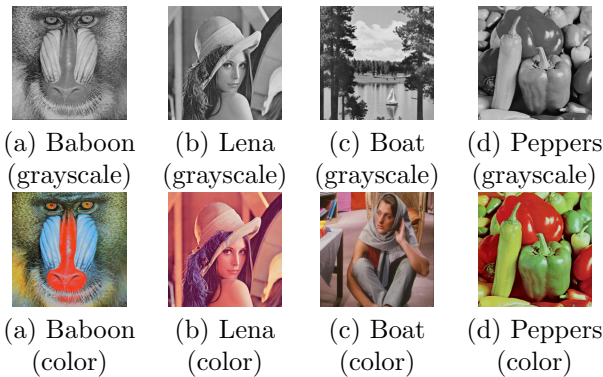 (a) Baboon (b) Lena (c) Boat (d) Peppers
(grayscale) (grayscale) (grayscale) (grayscale)
(a) Baboon (b) Lena (c) Boat (d) Peppers
(color) (color) (color) (color)